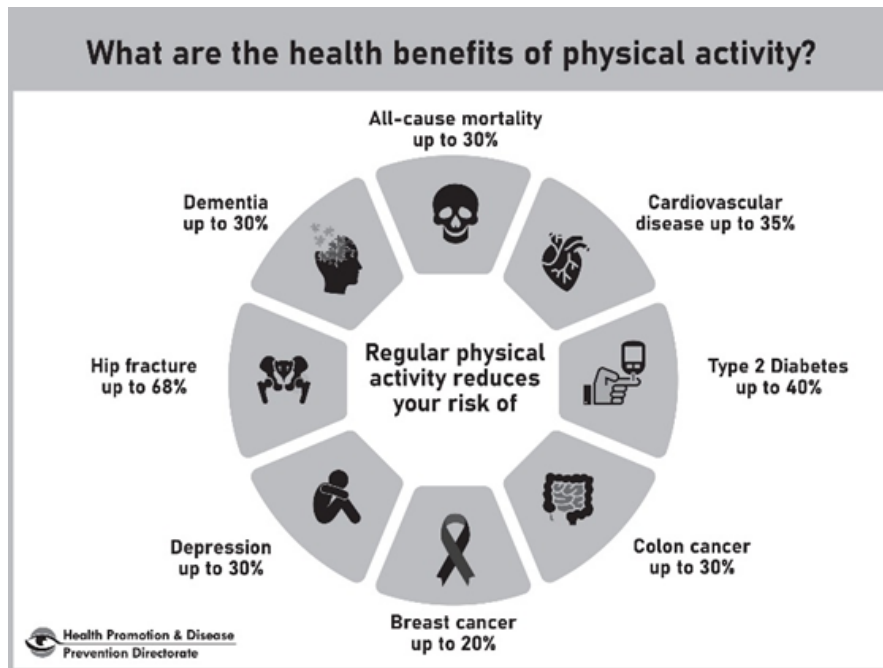 What are the health benefits of physical activity?
All-cause mortality
up to 30%
Cardiovascular
disease up to 35%
Type 2 Diabetes
up to 40%
Colon cancer
up to 30%
Breast cancer
up to 20%
Depression
up to 30%
Hip fracture
up to 68%
Dementia
up to 30%
Regular physical
activity reduces
your risk of
Health Promotion & Disease
Prevention Directorate